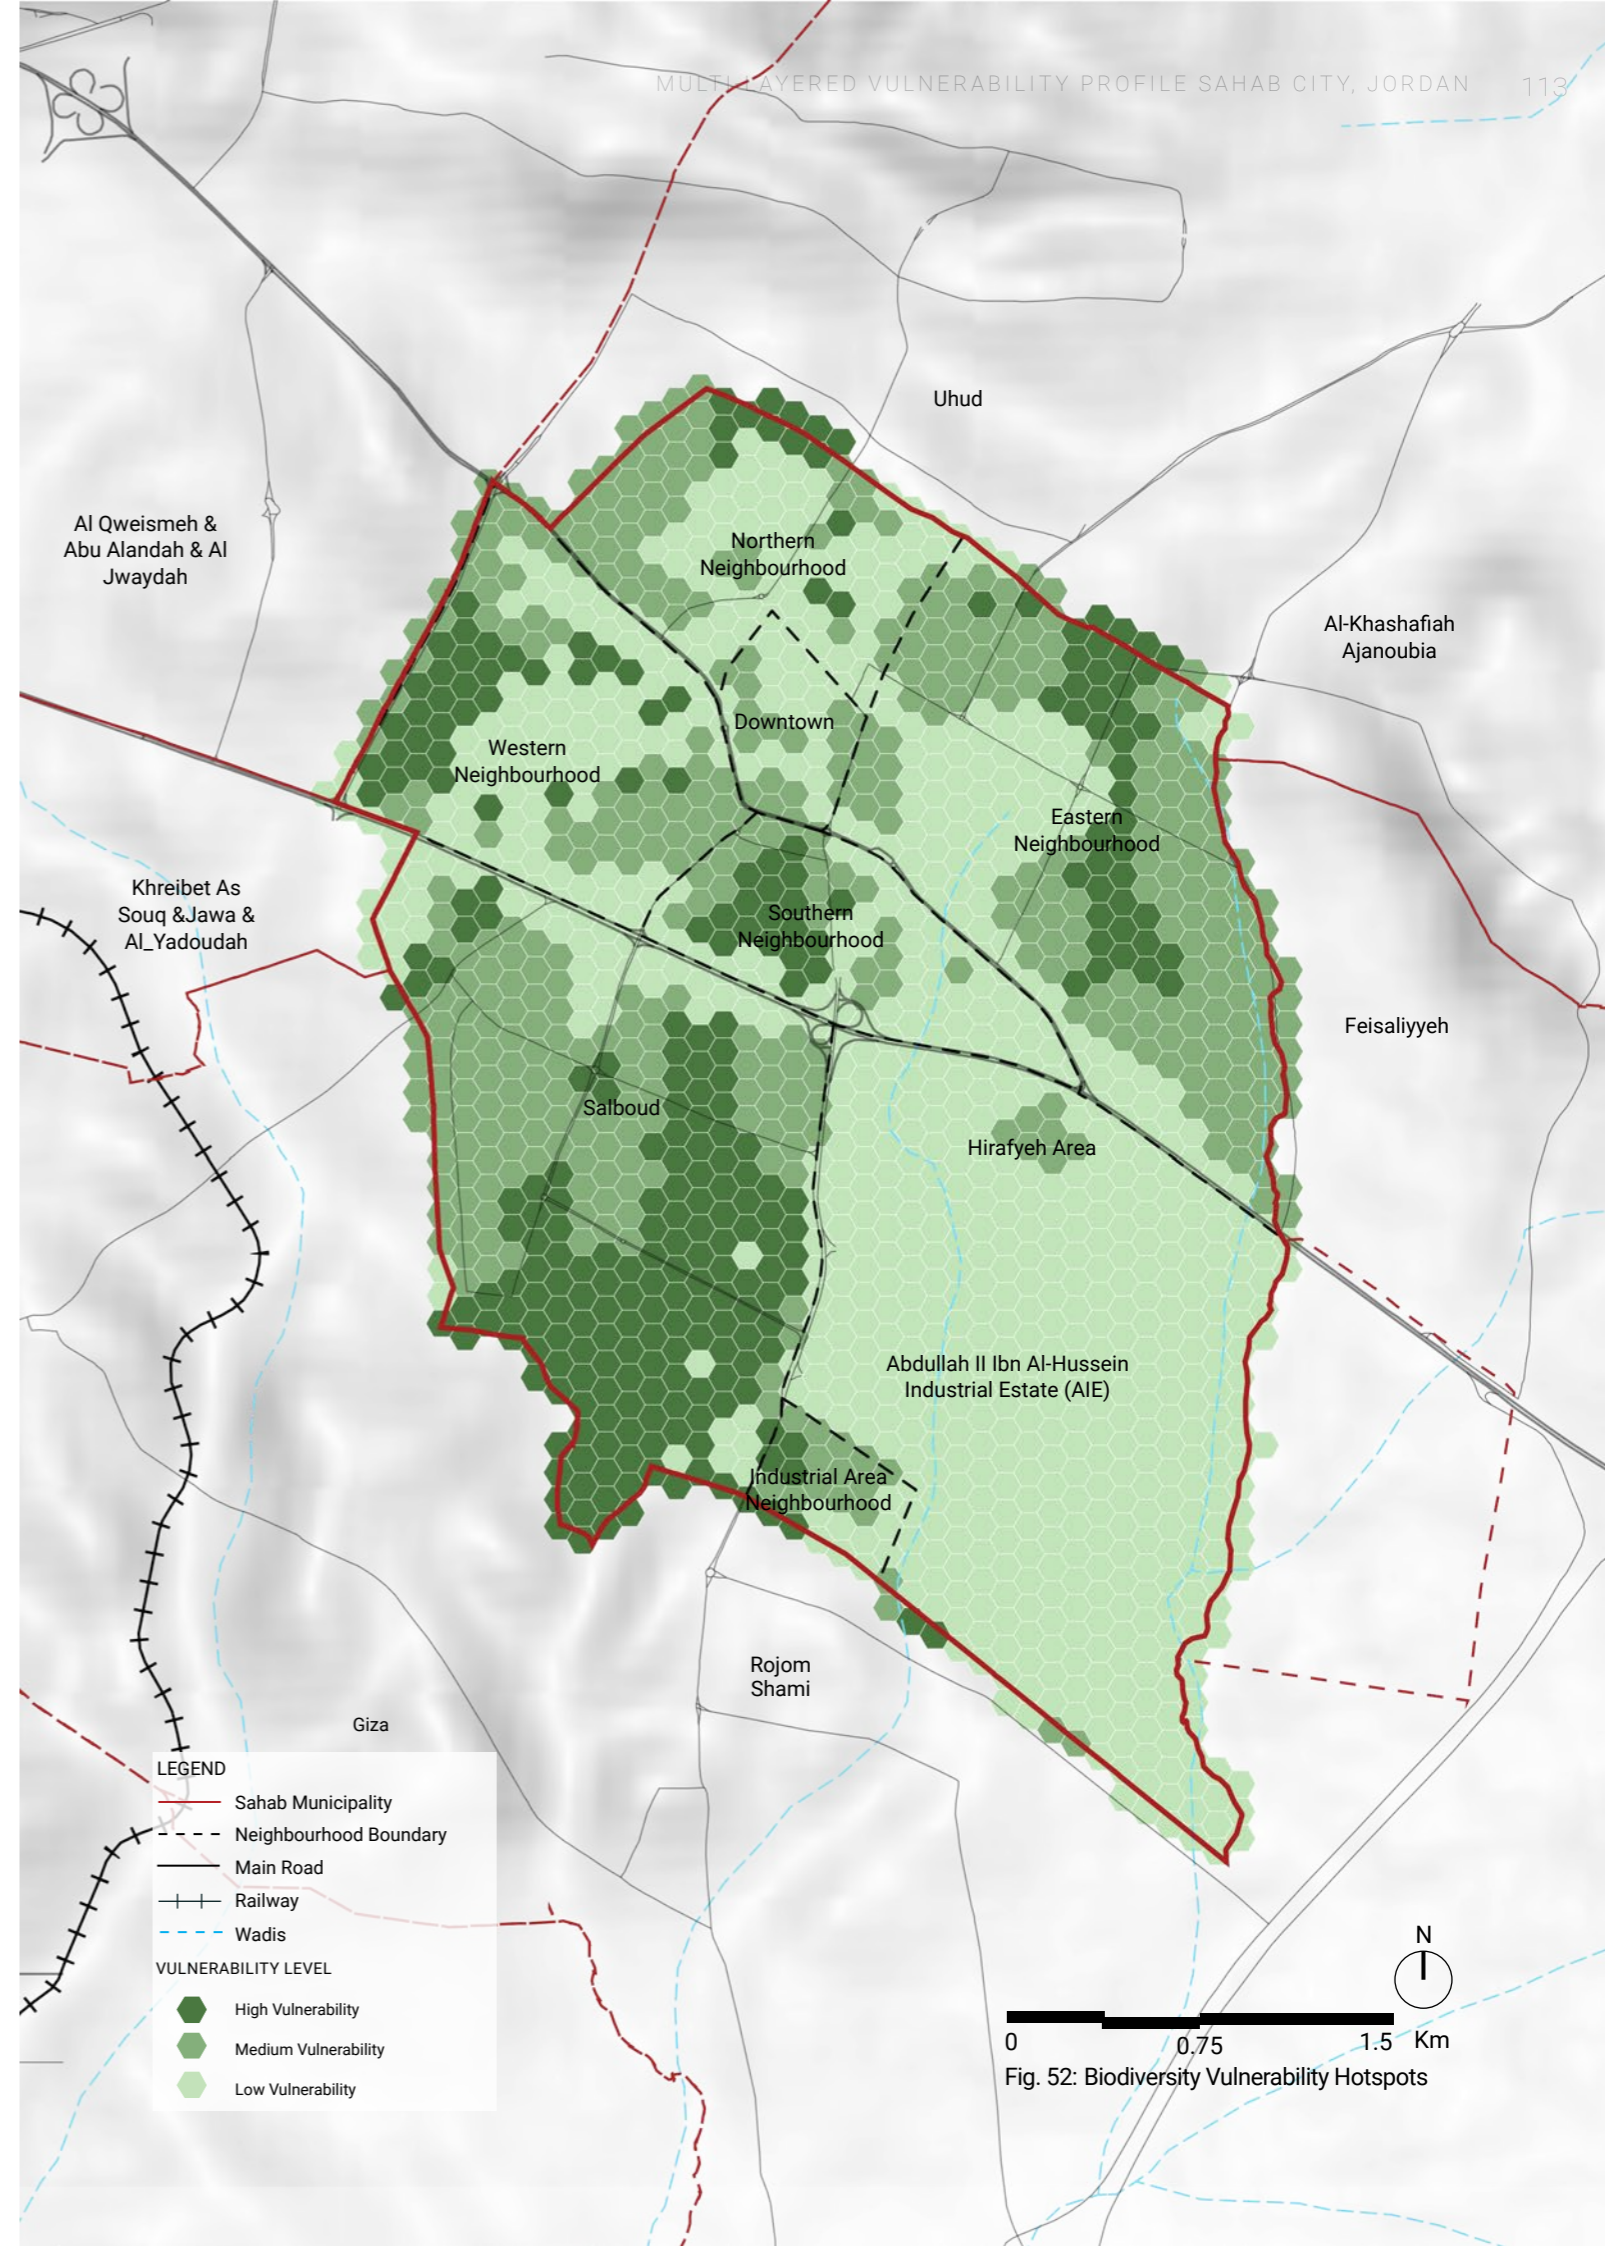 MULTI-LAYERED VULNERABILITY PROFILE SAHAB CITY, JORDAN 113
Uhud
Al Qweismeh &
Abu Alandah & Al
Jwaydah
Northern
Neighbourhood
Al-Khashafiah
Ajanoubia
Downtown
Western
Neighbourhood
Eastern
Neighbourhood
Khreibet As
Souq &Jawa &
Al_Yadoudah
Southern
Neighbourhood
Feisaliyyeh
Salboud
Hirafyeh Area
Abdullah II Ibn Al-Hussein
Industrial Estate (AIE)
Industrial Area
Neighbourhood
Rojom
Shami
Giza
LEGEND
Sahab Municipality
Neighbourhood Boundary
Main Road
Railway
Wadis
VULNERABILITY LEVEL
High Vulnerability
Medium Vulnerability
Low Vulnerability
N
0 0.75 1.5 Km
Fig. 52: Biodiversity Vulnerability Hotspots